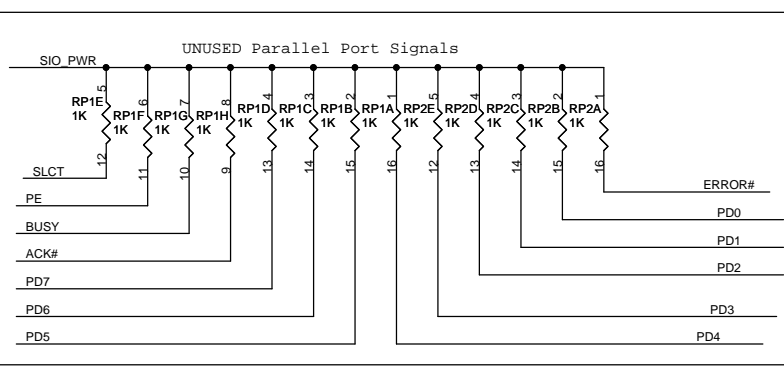 UNUSED Parallel Port Signals
SIO_PWR
5 6 7 8 4 3 2 1 5 4 3 2 1
RP1E RP1F RP1G RP1H RP1D RP1C RP1B RP1A RP2E RP2D RP2C RP2B RP2A
1K 1K 1K 1K 1K 1K 1K 1K 1K 1K 1K 1K 1K
12 11 10 9 13 14 15 16 12 13 14 15 16
SLCT
ERROR#
PE
PD0
BUSY
PD1
ACK#
PD2
PD7
PD6
PD3
PD5
PD4